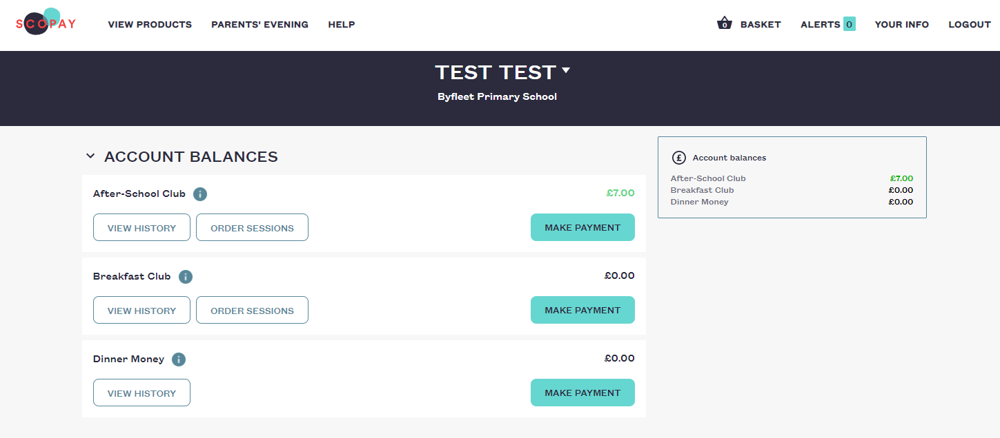 SCOPAY VIEW PRODUCTS PARENTS' EVENING HELP 0 BASKET ALERTS 0 YOUR INFO LOGOUT
TEST TEST
Byfleet Primary School
ACCOUNT BALANCES
After-School Club i £7.00
VIEW HISTORY ORDER SESSIONS MAKE PAYMENT
Breakfast Club i £0.00
VIEW HISTORY ORDER SESSIONS MAKE PAYMENT
Dinner Money i £0.00
VIEW HISTORY MAKE PAYMENT
£ Account balances
After-School Club £7.00
Breakfast Club £0.00
Dinner Money £0.00